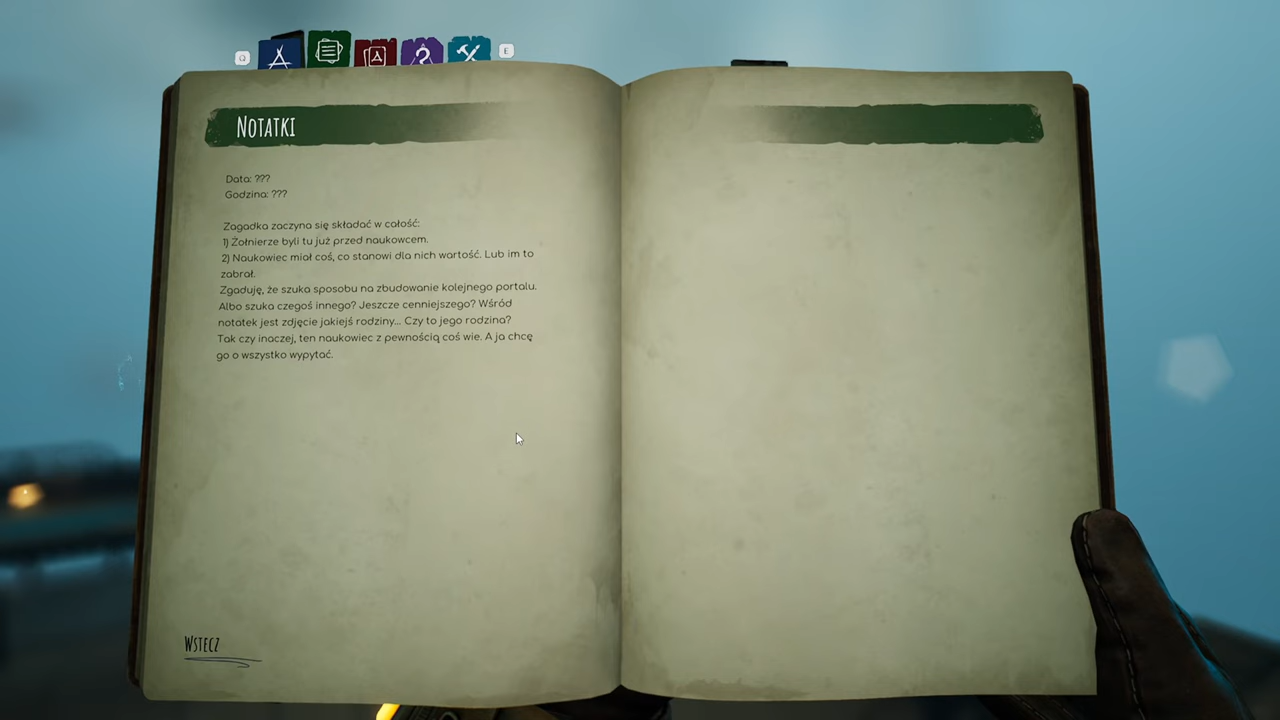 Q
E
Notatki
Data: ???
Godzina: ???
Zagadka zaczyna się składać w całość:
1) Żołnierze byli tu już przed naukowcem.
2) Naukowiec miał coś, co stanowi dla nich wartość. Lub im to
zabrał.
Zgaduję, że szuka sposobu na zbudowanie kolejnego portalu.
Albo szuka czegoś innego? Jeszcze cenniejszego? Wśród
notatek jest zdjęcie jakiejś rodziny... Czy to jego rodzina?
Tak czy inaczej, ten naukowiec z pewnością coś wie. A ja chcę
go o wszystko wypytać.
Wstecz